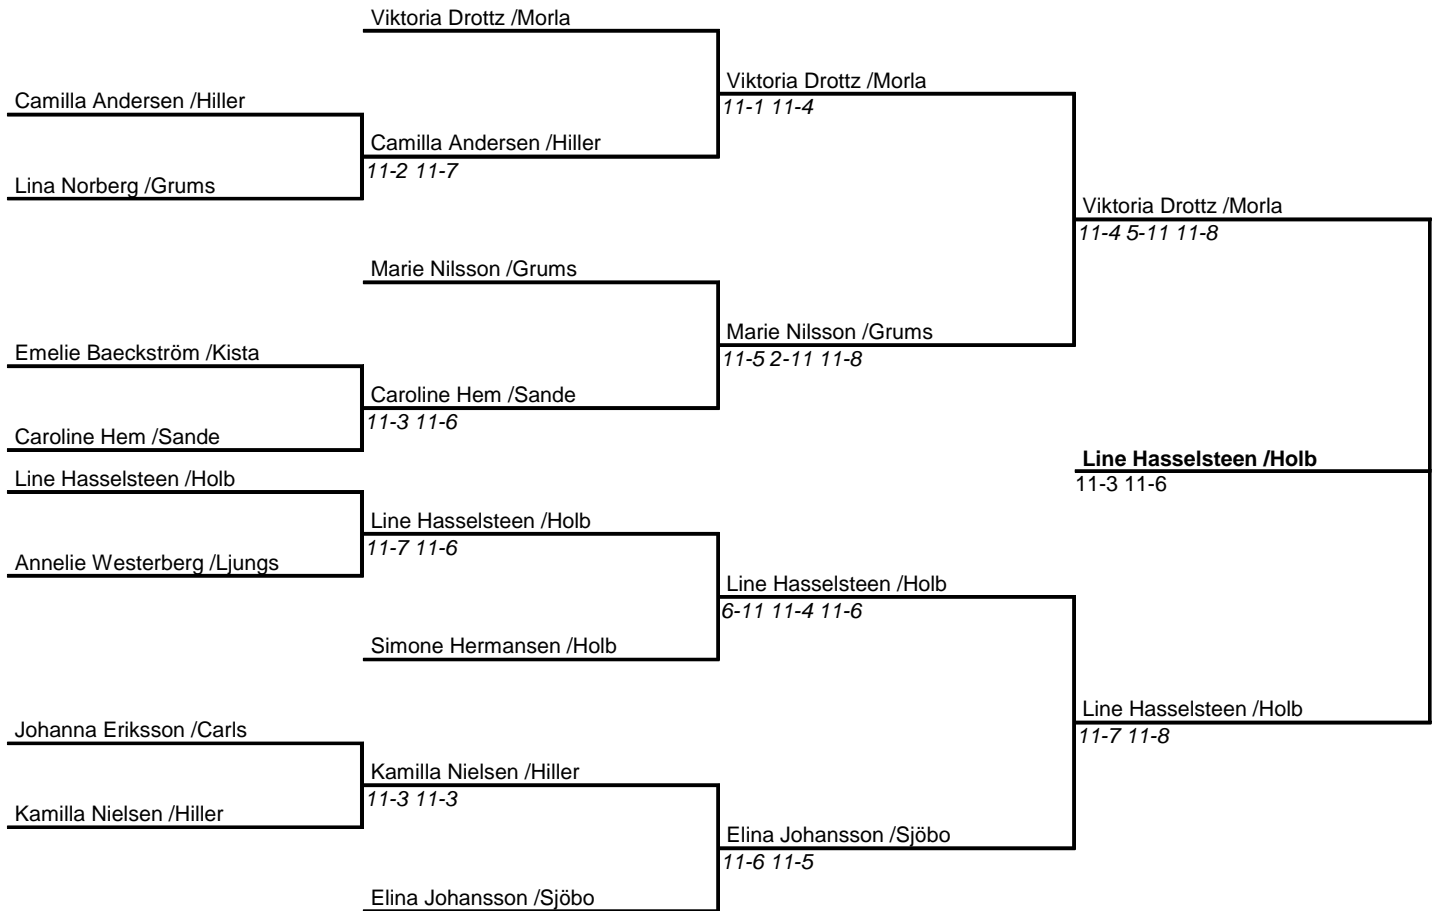 Viktoria Drottz /Morla
Viktoria Drottz /Morla
Camilla Andersen /Hiller
11-1 11-4
Camilla Andersen /Hiller
11-2 11-7
Lina Norberg /Grums
Viktoria Drottz /Morla
11-4 5-11 11-8
Marie Nilsson /Grums
Marie Nilsson /Grums
Emelie Baeckström /Kista
11-5 2-11 11-8
Caroline Hem /Sande
11-3 11-6
Caroline Hem /Sande
Line Hasselsteen /Holb
Line Hasselsteen /Holb
11-3 11-6
Line Hasselsteen /Holb
11-7 11-6
Annelie Westerberg /Ljungs
Line Hasselsteen /Holb
6-11 11-4 11-6
Simone Hermansen /Holb
Line Hasselsteen /Holb
Johanna Eriksson /Carls
11-7 11-8
Kamilla Nielsen /Hiller
11-3 11-3
Kamilla Nielsen /Hiller
Elina Johansson /Sjöbo
11-6 11-5
Elina Johansson /Sjöbo